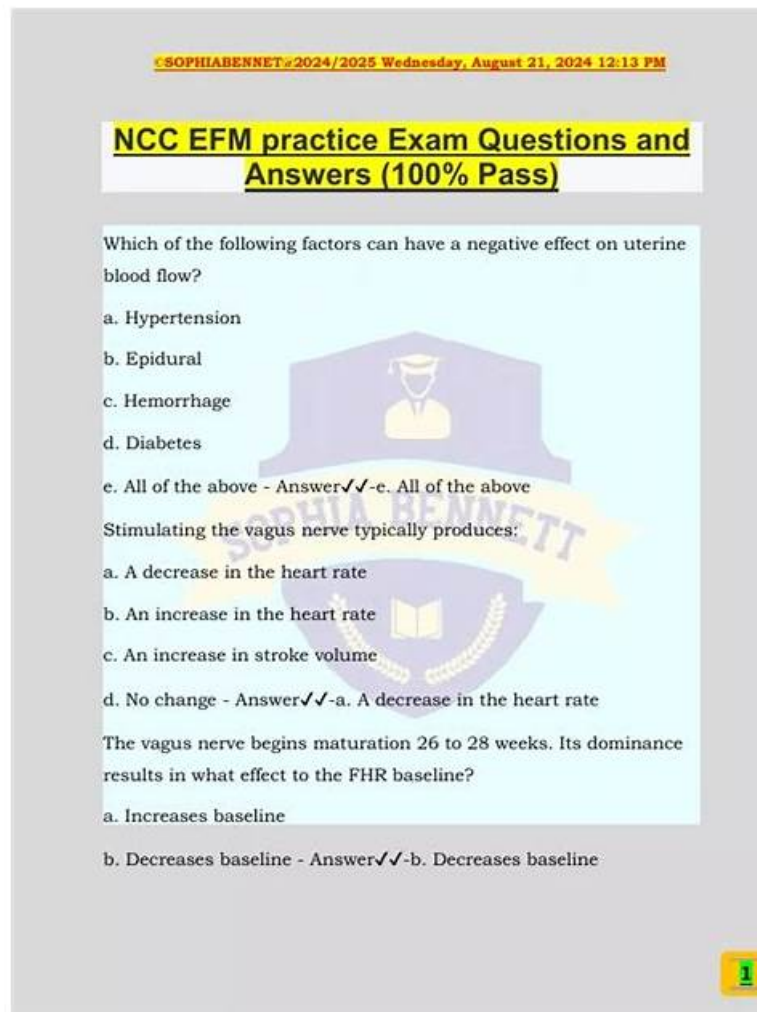 ©SOPHIABENNET@2024/2025 Wednesday, August 21, 2024 12:13 PM
NCC EFM practice Exam Questions and
Answers (100% Pass)
Which of the following factors can have a negative effect on uterine
blood flow?
a. Hypertension
b. Epidural
c. Hemorrhage
d. Diabetes
e. All of the above - Answer✓✓-e. All of the above
SOPHIA BENNETT
Stimulating the vagus nerve typically produces:
a. A decrease in the heart rate
b. An increase in the heart rate
c. An increase in stroke volume
d. No change - Answer✓✓-a. A decrease in the heart rate
The vagus nerve begins maturation 26 to 28 weeks. Its dominance
results in what effect to the FHR baseline?
a. Increases baseline
b. Decreases baseline - Answer✓✓-b. Decreases baseline
1